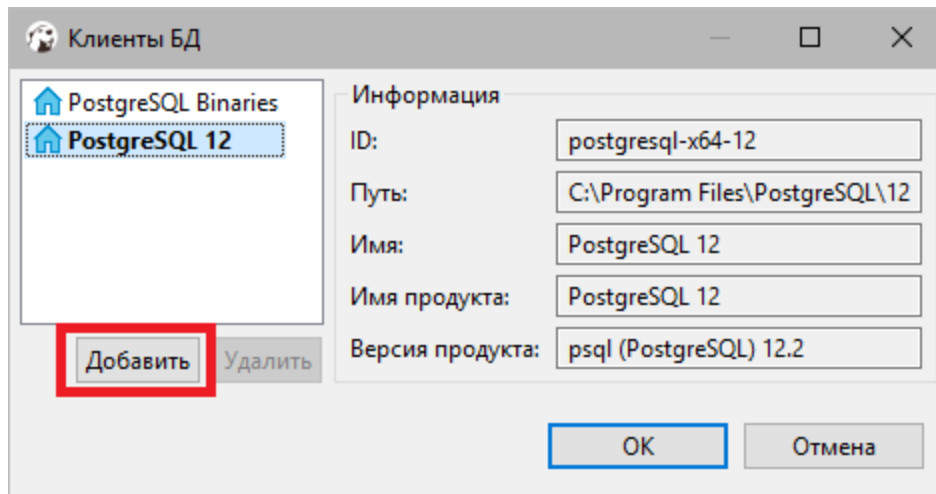 Клиенты БД
PostgreSQL Binaries
PostgreSQL 12
Добавить
Удалить
Информация
ID:
postgresql-x64-12
Путь:
C:\Program Files\PostgreSQL\12
Имя:
PostgreSQL 12
Имя продукта:
PostgreSQL 12
Версия продукта:
psql (PostgreSQL) 12.2
ОК
Отмена